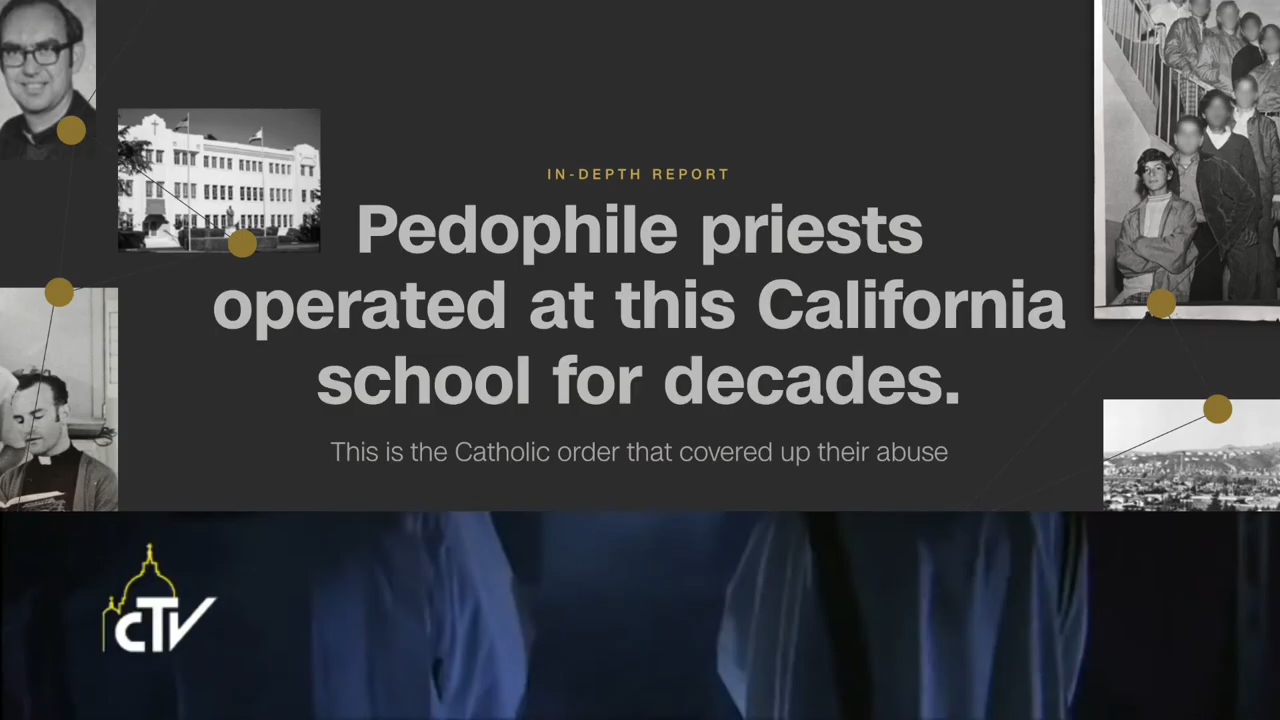 IN-DEPTH REPORT
Pedophile priests
operated at this California
school for decades.
This is the Catholic order that covered up their abuse
CTV